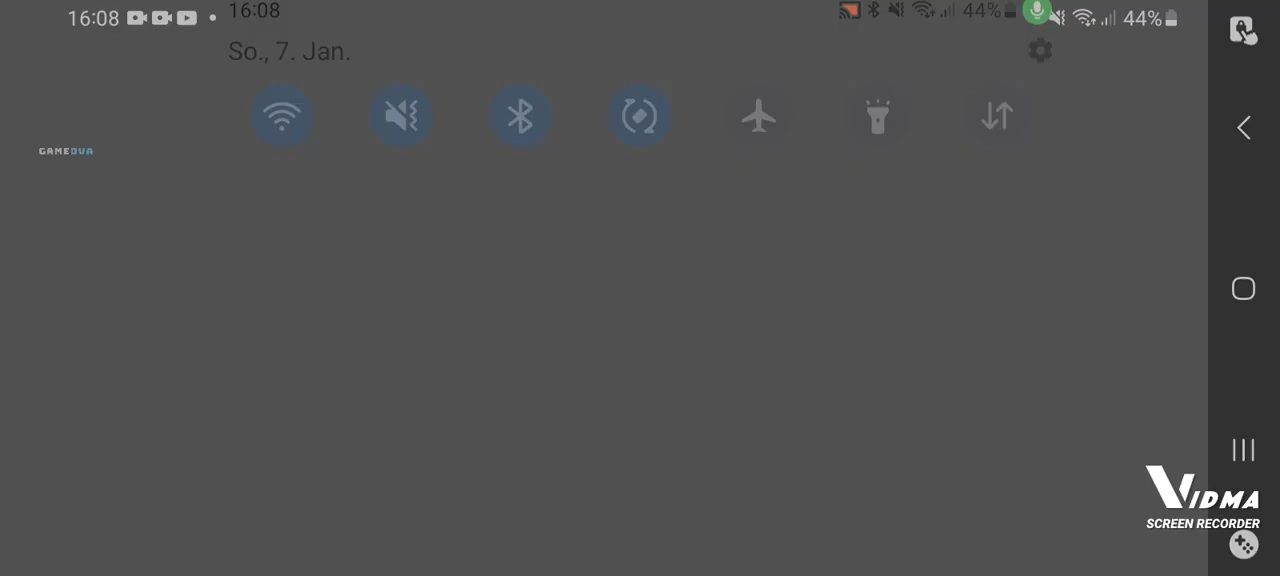 16:08
16:08
44%
44%
So., 7. Jan.
GAMEDVA
VIDMA
SCREEN RECORDER